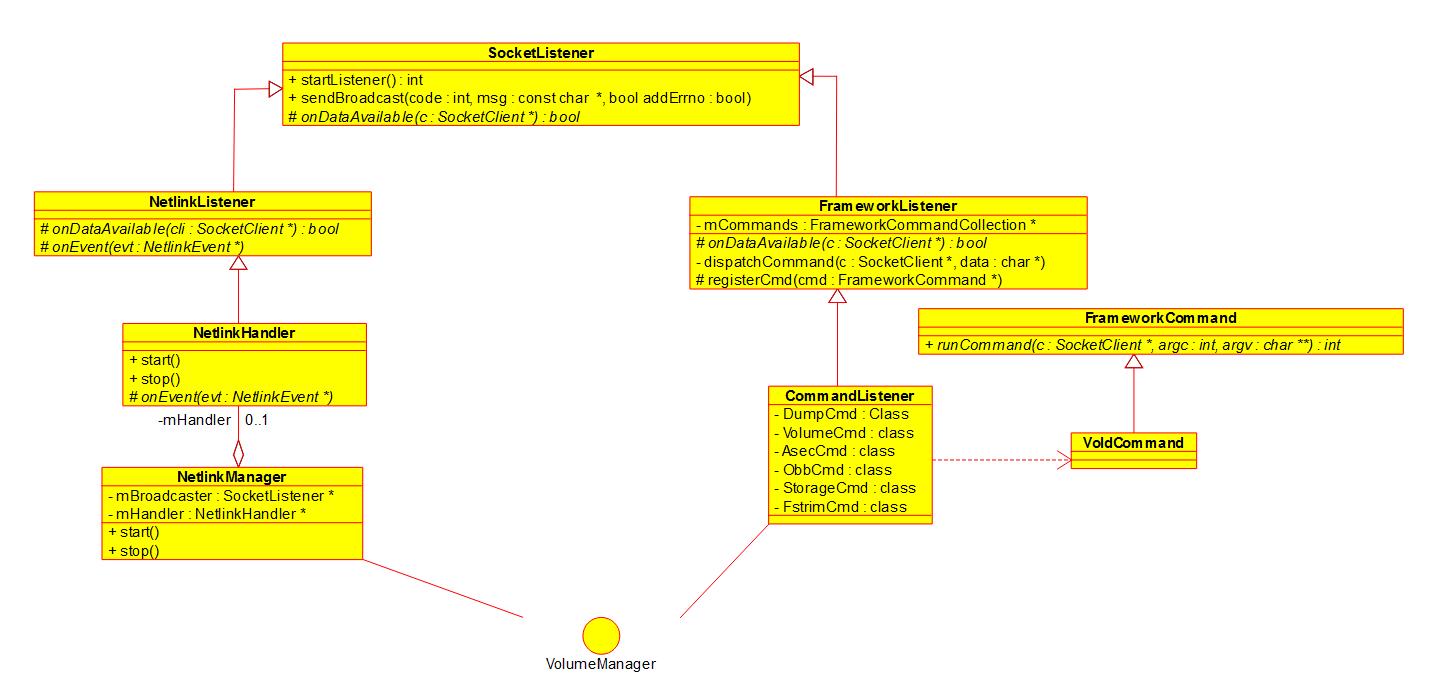 SocketListener
+ startListener() : int
+ sendBroadcast(code : int, msg : const char *, bool addErrno : bool)
# onDataAvailable(c : SocketClient *) : bool
NetlinkListener
# onDataAvailable(cli : SocketClient *) : bool
# onEvent(evt : NetlinkEvent *)
FrameworkListener
- mCommands : FrameworkCommandCollection *
# onDataAvailable(c : SocketClient *) : bool
- dispatchCommand(c : SocketClient *, data : char *)
# registerCmd(cmd : FrameworkCommand *)
NetlinkHandler
+ start()
+ stop()
# onEvent(evt : NetlinkEvent *)
FrameworkCommand
+ runCommand(c : SocketClient *, argc : int, argv : char **) : int
-mHandler 0..1
CommandListener
- DumpCmd : Class
- VolumeCmd : class
- AsecCmd : class
- ObbCmd : class
- StorageCmd : class
- FstrimCmd : class
VoldCommand
NetlinkManager
- mBroadcaster : SocketListener *
- mHandler : NetlinkHandler *
+ start()
+ stop()
VolumeManager